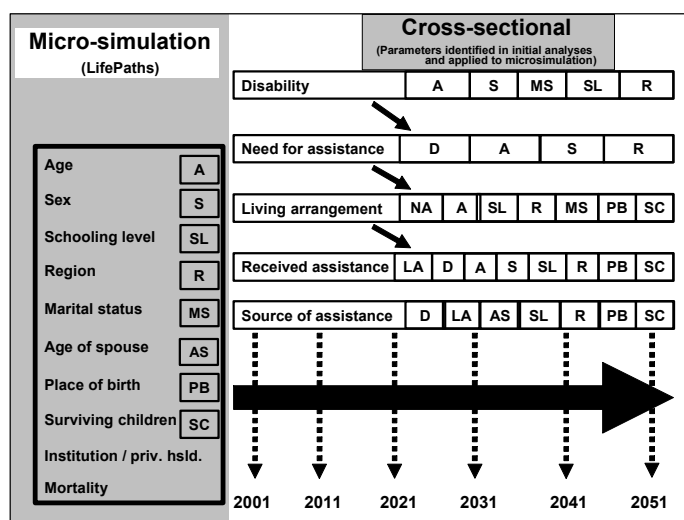 Micro-simulation
(LifePaths)
Cross-sectional
(Parameters identified in initial analyses
and applied to microsimulation)
Disability A S MS SL R
Need for assistance D A S R
Living arrangement NA A SL R MS PB SC
Received assistance LA D A S SL R PB SC
Source of assistance D LA AS SL R PB SC
Age A
Sex S
Schooling level SL
Region R
Marital status MS
Age of spouse AS
Place of birth PB
Surviving children SC
Institution / priv. hsld.
Mortality
2001 2011 2021 2031 2041 2051